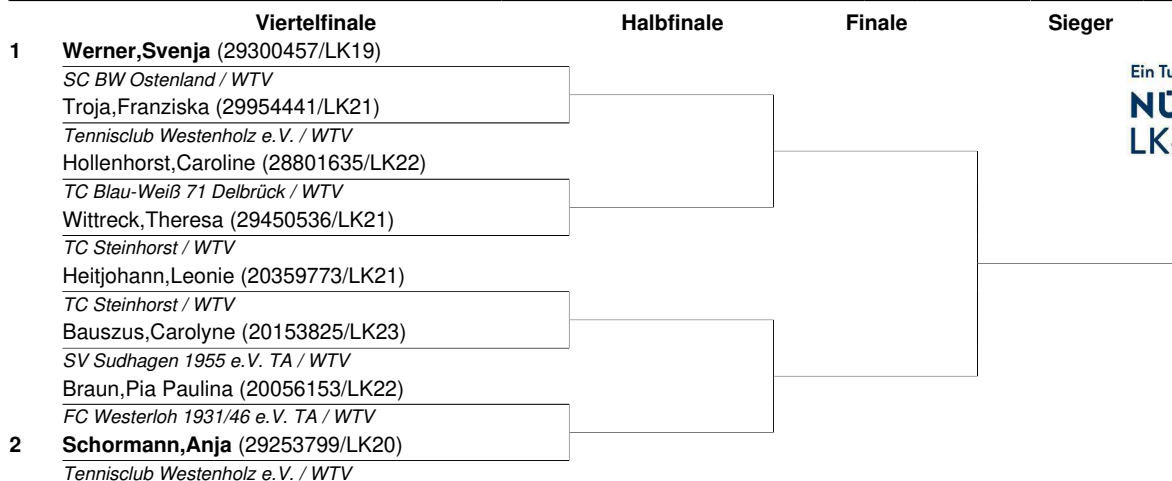 Viertelfinale Halbfinale Finale Sieger
1 Werner,Svenja (29300457/LK19)
SC BW Ostenland / WTV
Troja,Franziska (29954441/LK21)
Tennisclub Westenholz e.V. / WTV
Hollenhorst,Caroline (28801635/LK22)
TC Blau-Weiß 71 Delbrück / WTV
Wittreck,Theresa (29450536/LK21)
TC Steinhorst / WTV
Heitjohann,Leonie (20359773/LK21)
TC Steinhorst / WTV
Bauszus,Carolyne (20153825/LK23)
SV Sudhagen 1955 e.V. TA / WTV
Braun,Pia Paulina (20056153/LK22)
FC Westerloh 1931/46 e.V. TA / WTV
2 Schormann,Anja (29253799/LK20)
Tennisclub Westenholz e.V. / WTV
Ein
LK